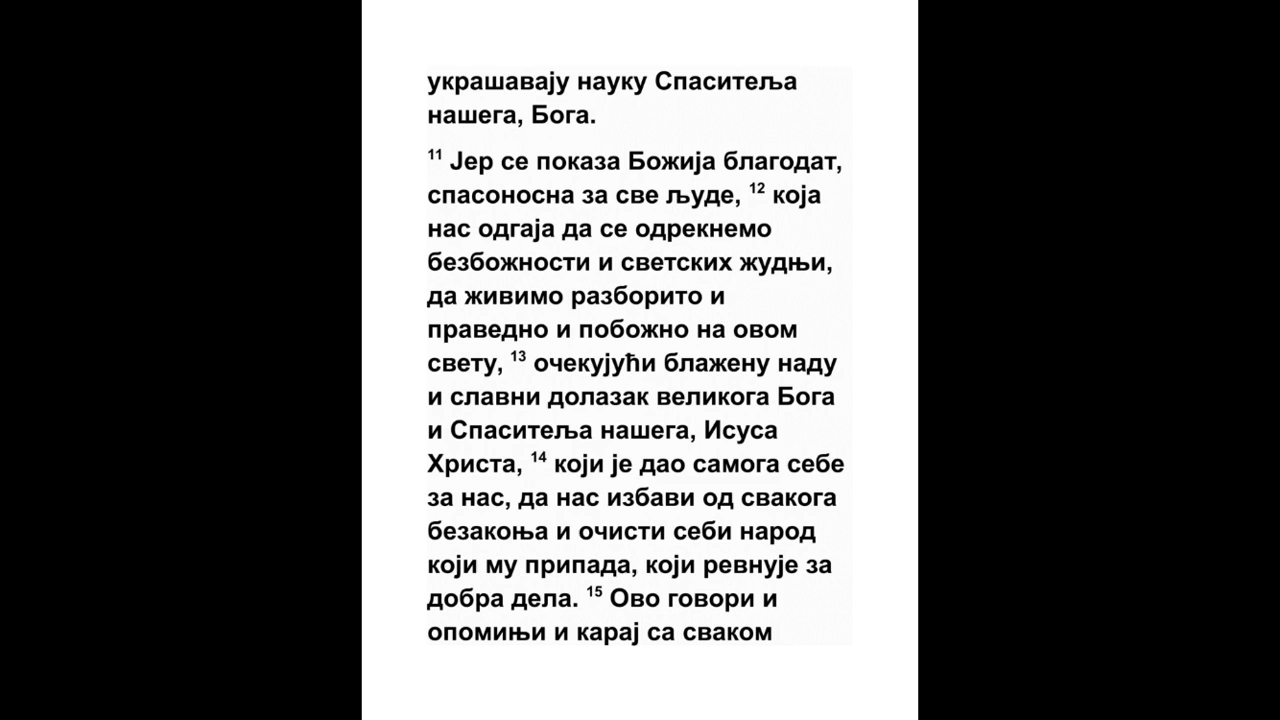 украшавају науку Спаситеља
нашега, Бога.
11 Јер се показа Божија благодат,
спасоносна за све људе, 12 која
нас одгаја да се одрекнемо
безбожности и светских жудњи,
да живимо разборито и
праведно и побожно на овом
свету, 13 очекујући блажену наду
и славни долазак великога Бога
и Спаситеља нашега, Исуса
Христа, 14 који је дао самога себе
за нас, да нас избави од свакога
безакоња и очисти себи народ
који му припада, који ревнује за
добра дела. 15 Ово говори и
опомињи и карај са сваком